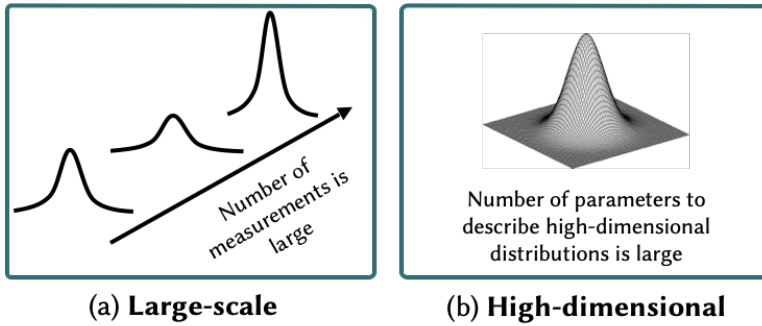 Number of
measurements is
large
(a) Large-scale
Number of parameters to
describe high-dimensional
distributions is large
(b) High-dimensional